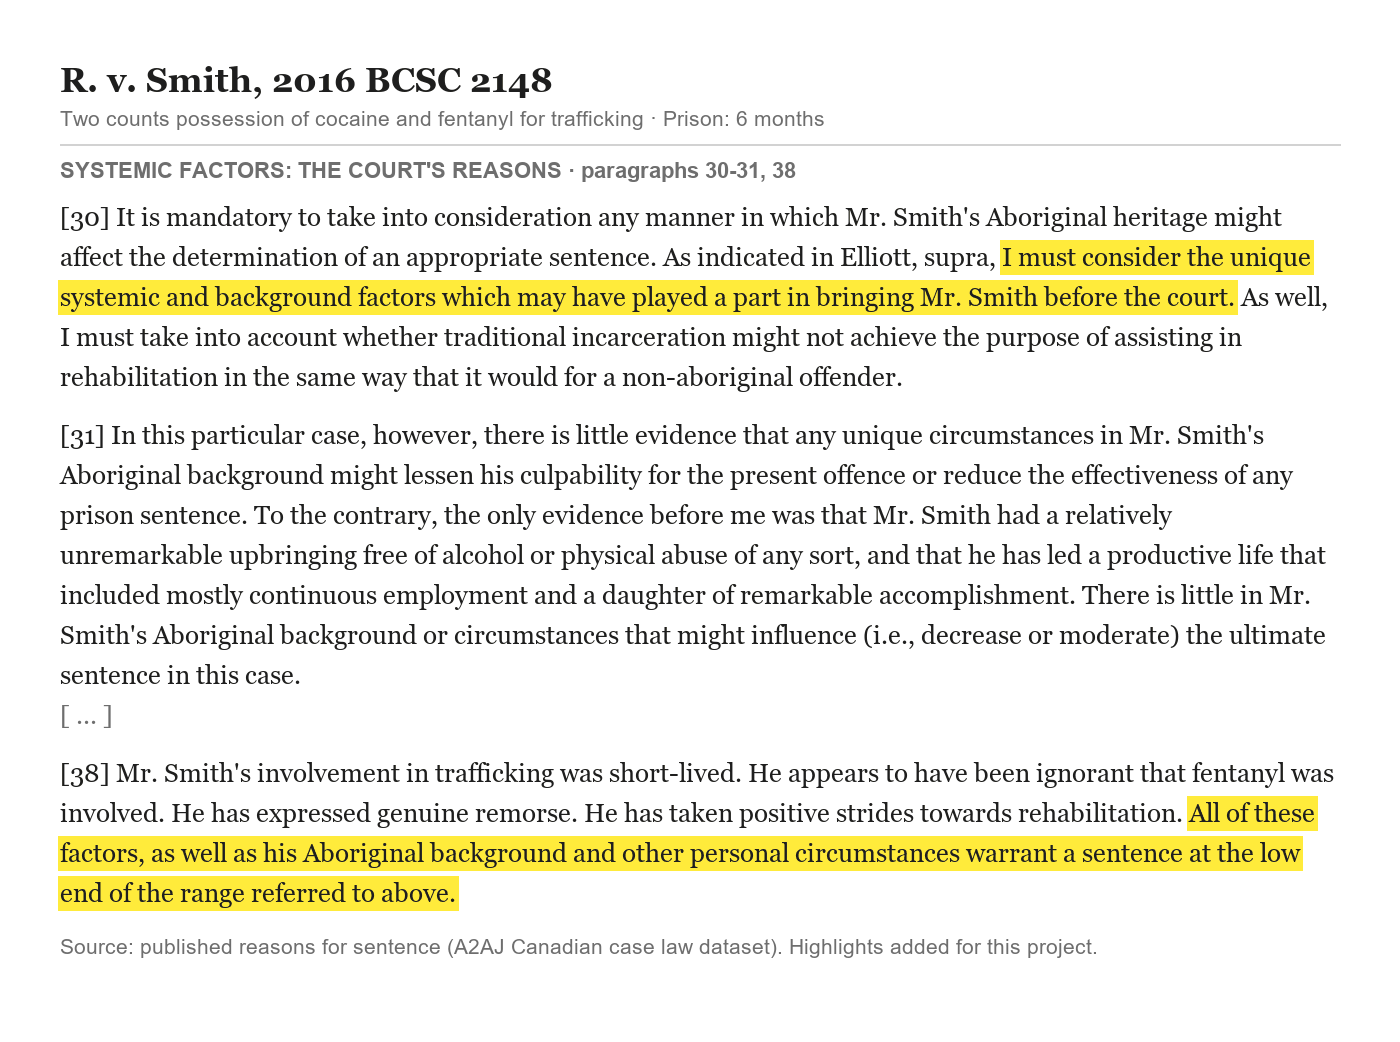 R. v. Smith, 2016 BCSC 2148
Two counts possession of cocaine and fentanyl for trafficking · Prison: 6 months
SYSTEMIC FACTORS: THE COURT'S REASONS · paragraphs 30-31, 38
[30] It is mandatory to take into consideration any manner in which Mr. Smith's Aboriginal heritage might
affect the determination of an appropriate sentence. As indicated in Elliott, supra, I must consider the unique
systemic and background factors which may have played a part in bringing Mr. Smith before the court. As well,
I must take into account whether traditional incarceration might not achieve the purpose of assisting in
rehabilitation in the same way that it would for a non-aboriginal offender.
[31] In this particular case, however, there is little evidence that any unique circumstances in Mr. Smith's
Aboriginal background might lessen his culpability for the present offence or reduce the effectiveness of any
prison sentence. To the contrary, the only evidence before me was that Mr. Smith had a relatively
unremarkable upbringing free of alcohol or physical abuse of any sort, and that he has led a productive life that
included mostly continuous employment and a daughter of remarkable accomplishment. There is little in Mr.
Smith's Aboriginal background or circumstances that might influence (i.e., decrease or moderate) the ultimate
sentence in this case.
[ ... ]
[38] Mr. Smith's involvement in trafficking was short-lived. He appears to have been ignorant that fentanyl was
involved. He has expressed genuine remorse. He has taken positive strides towards rehabilitation. All of these
factors, as well as his Aboriginal background and other personal circumstances warrant a sentence at the low
end of the range referred to above.
Source: published reasons for sentence (A2AJ Canadian case law dataset). Highlights added for this project.